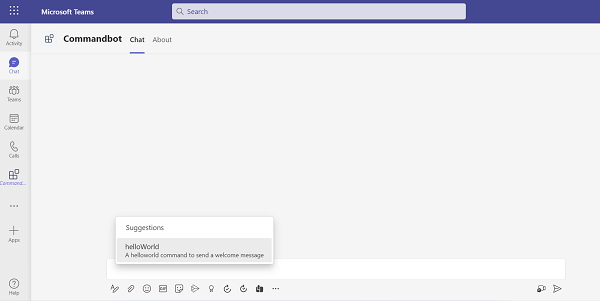 Microsoft Teams
Search
Activity
Chat
Teams
Calendar
Calls
Command...
Apps
Help
Commandbot
Chat
About
Suggestions
helloWorld
A helloworld command to send a welcome message
GIF